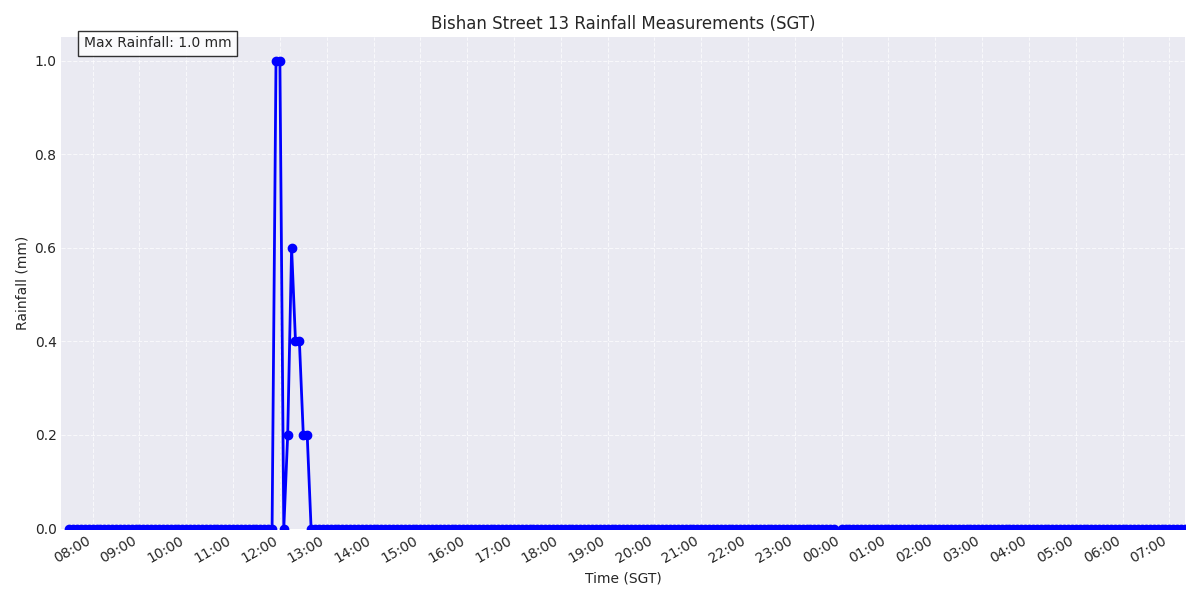 Bishan Street 13 Rainfall Measurements (SGT)
Max Rainfall: 1.0 mm
1.0
0.8
0.6
0.4
0.2
0.0
Rainfall (mm)
08:00 09:00 10:00 11:00 12:00 13:00 14:00 15:00 16:00 17:00 18:00 19:00 20:00 21:00 22:00 23:00 00:00 01:00 02:00 03:00 04:00 05:00 06:00 07:00
Time (SGT)